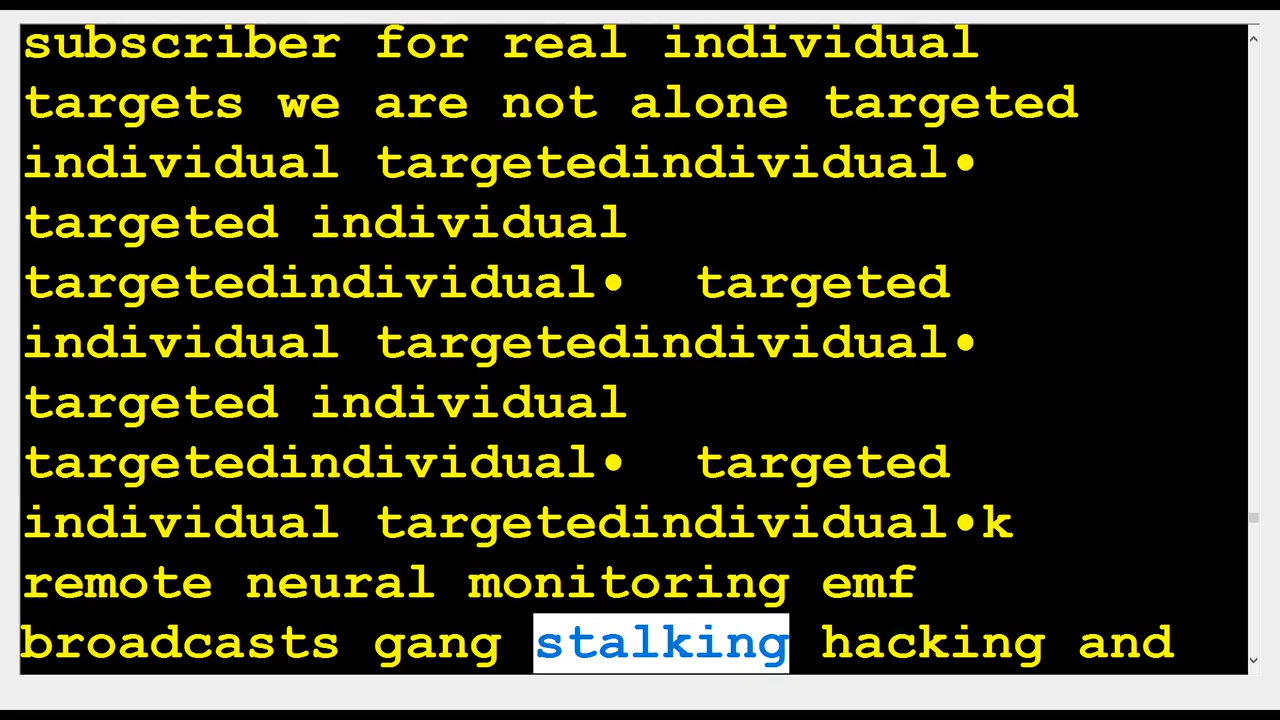 subscriber for real individual
targets we are not alone targeted
individual targetedindividual•
targeted individual
targetedindividual•  targeted
individual targetedindividual•
targeted individual
targetedindividual•  targeted
individual targetedindividual•k
remote neural monitoring emf
broadcasts gang stalking hacking and